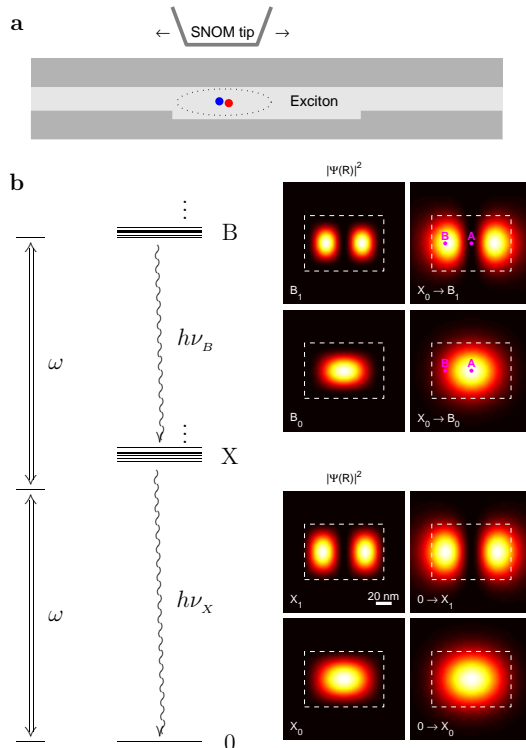 a
SNOM tip
Exciton
b
|Ψ(R)|²
B
ω
hν_B
B₁
B A
X₀ → B₁
B₀
B A
X₀ → B₀
X
|Ψ(R)|²
ω
hν_X
X₁
20 nm
0 → X₁
X₀
0 → X₀
0